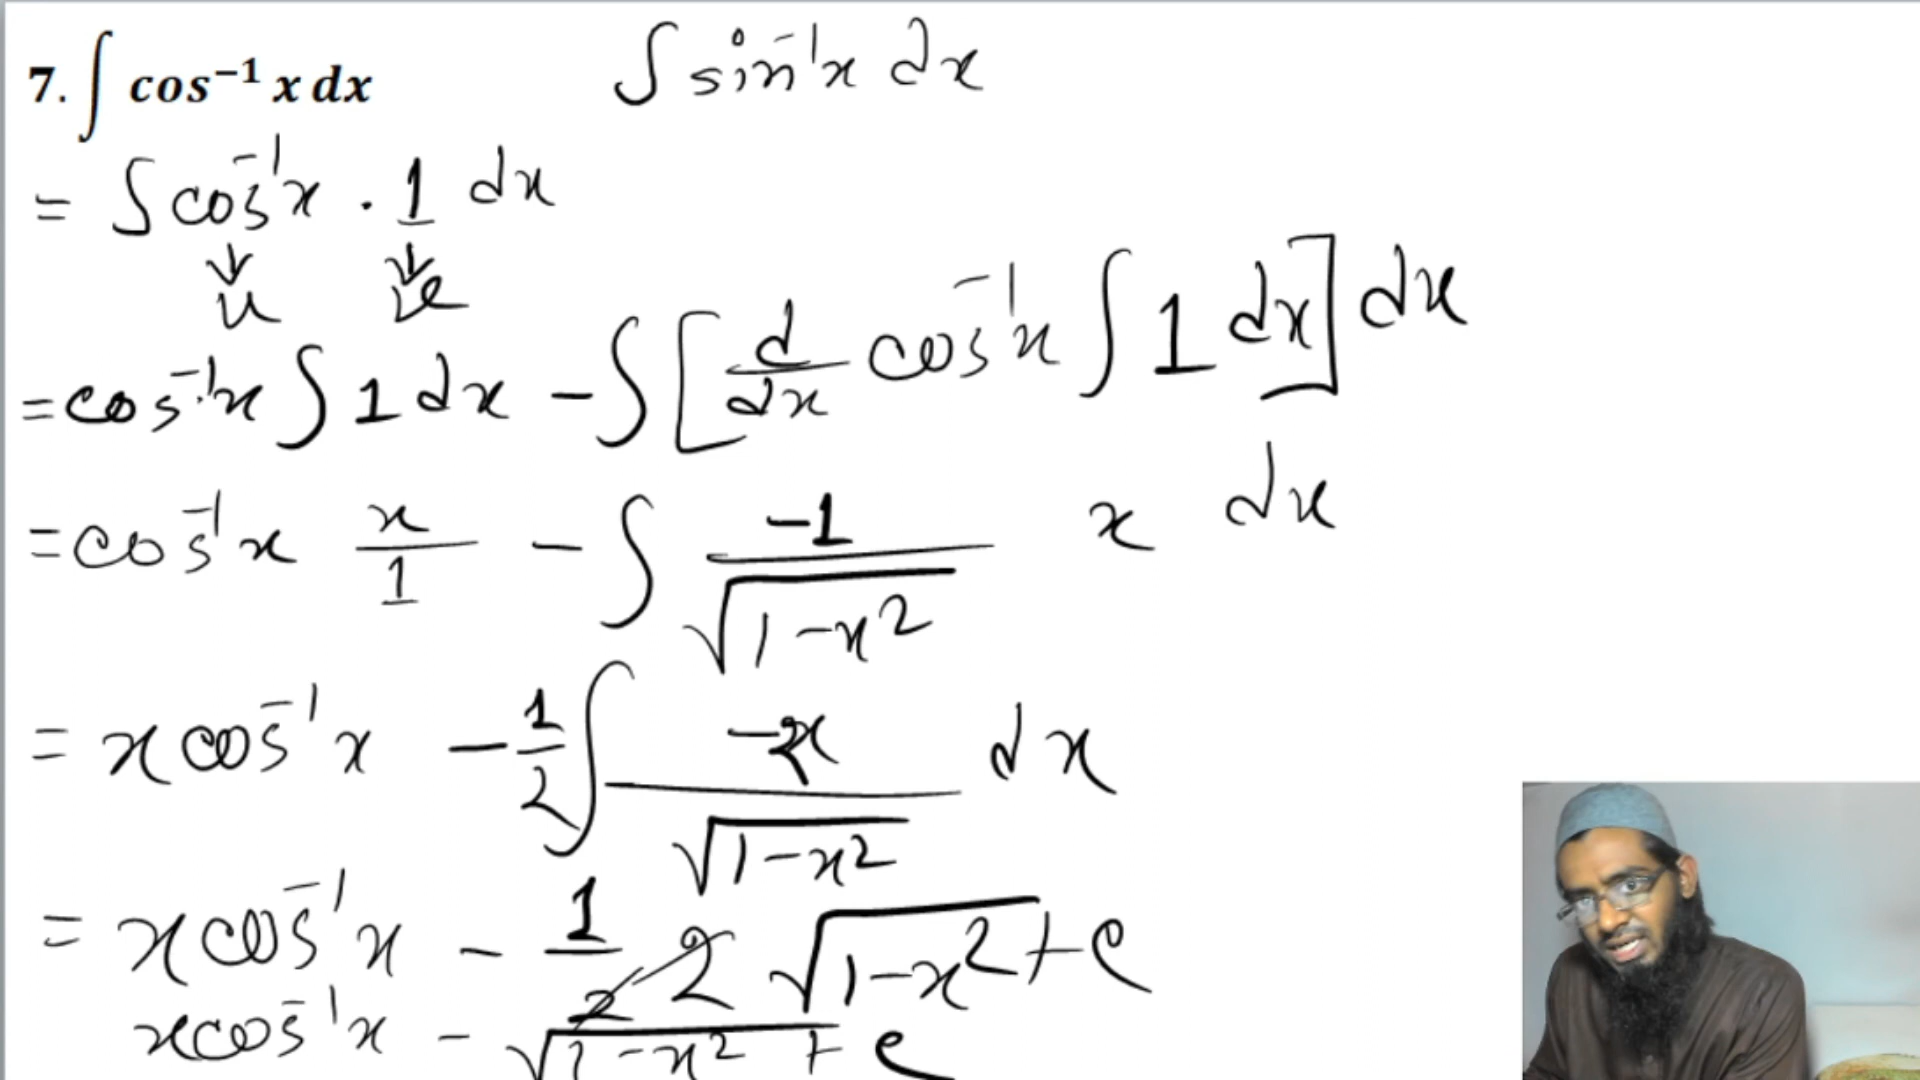 7. ∫ cos⁻¹ x dx    ∫ sin⁻¹x dx
= ∫ cos⁻¹x . 1 dx
↓ ↓
u v
= cos⁻¹x ∫ 1 dx - ∫ [d/dx cos⁻¹x ∫ 1 dx] dx
= cos⁻¹x x/1 - ∫ -1/√(1-x²) x dx
= x cos⁻¹x - 1/2 ∫ -2x/√(1-x²) dx
= x cos⁻¹x - 1/2 2 √(1-x²) + c
x cos⁻¹x - √(1-x²) + c